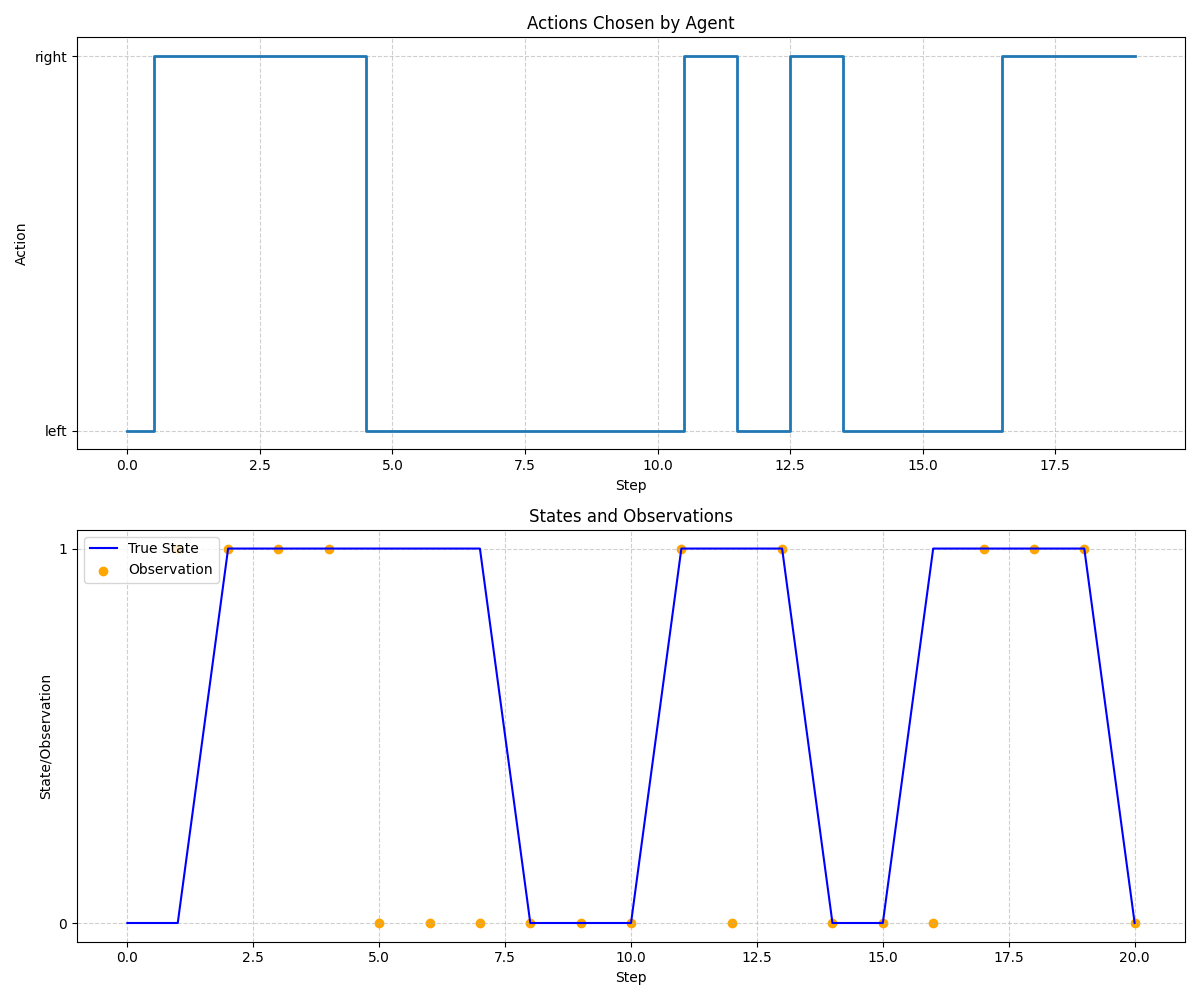 Actions Chosen by Agent
right
Action
left
0.0 2.5 5.0 7.5 10.0 12.5 15.0 17.5
Step
States and Observations
True State
Observation
1
State/Observation
0
0.0 2.5 5.0 7.5 10.0 12.5 15.0 17.5 20.0
Step